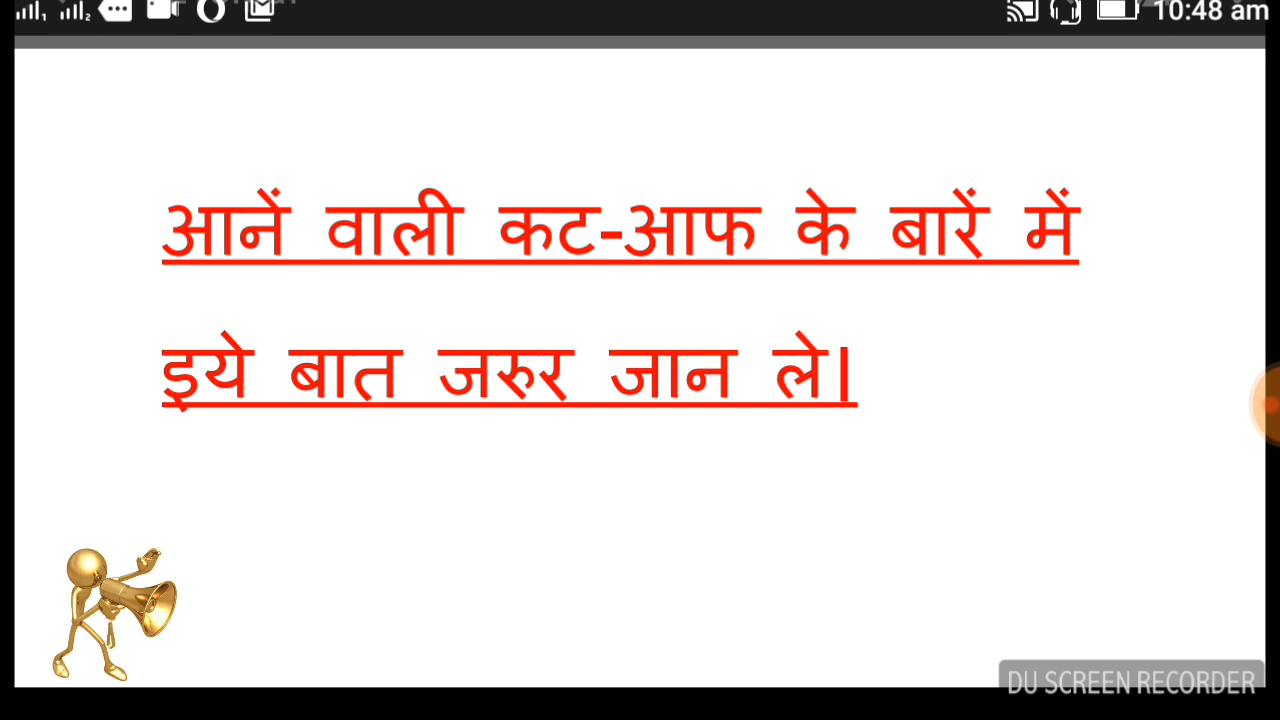 10:48 am
आनें वाली कट-आफ के बारें में
इये बात जरुर जान ले।
DU SCREEN RECORDER